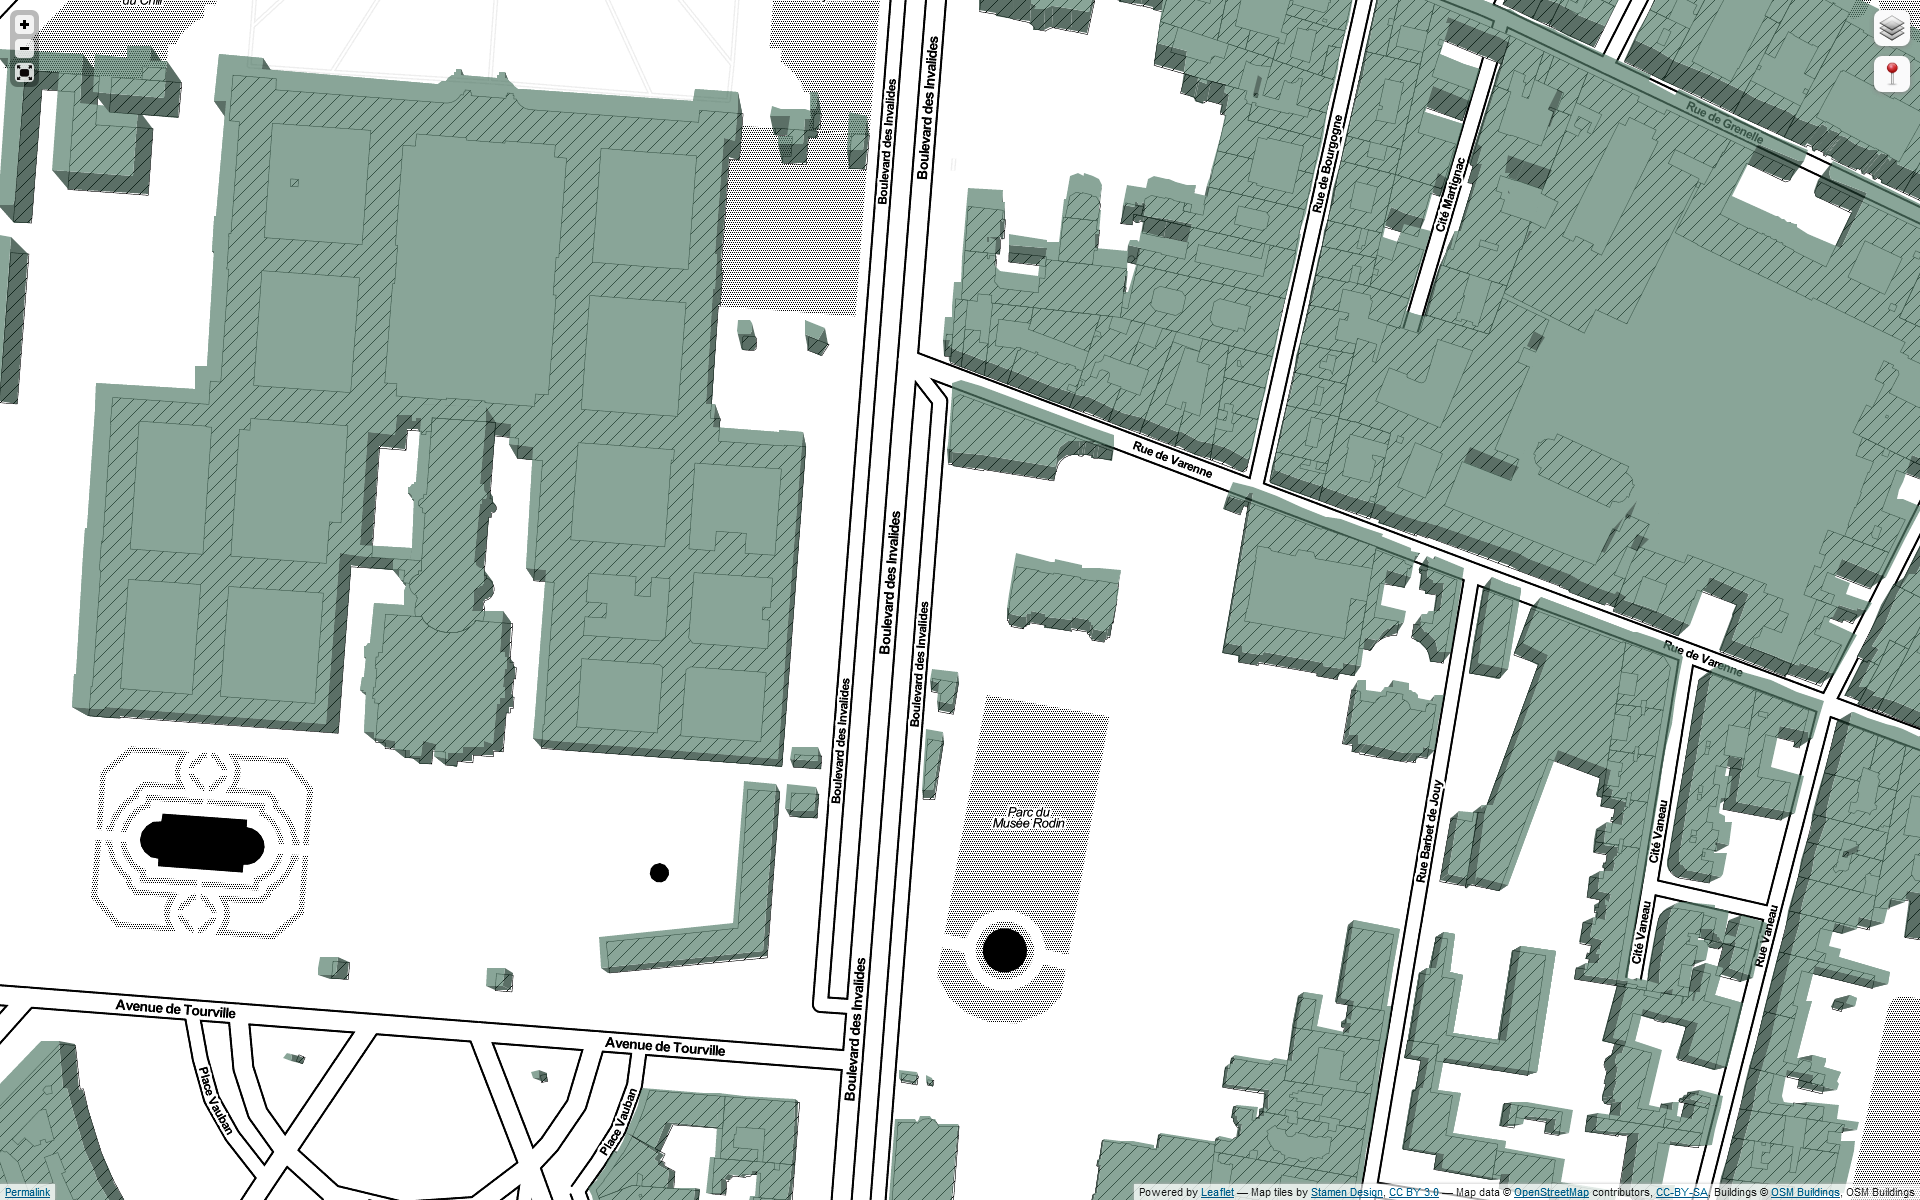 du Chili
+
−
Boulevard des Invalides
Boulevard des Invalides
Rue de Bourgogne
Cité Martignac
Rue de Grenelle
Rue de Varenne
Boulevard des Invalides
Boulevard des Invalides
Boulevard des Invalides
Rue de Varenne
Parc du
Musée Rodin
Rue Barbet de Jouy
Cité Vaneau
Cité Vaneau
Rue Vaneau
Boulevard des Invalides
Avenue de Tourville
Avenue de Tourville
Place Vauban
Place Vauban
Permalink
Powered by Leaflet — Map tiles by Stamen Design, CC BY 3.0 — Map data © OpenStreetMap contributors, CC-BY-SA, Buildings © OSM Buildings, OSM Buildings